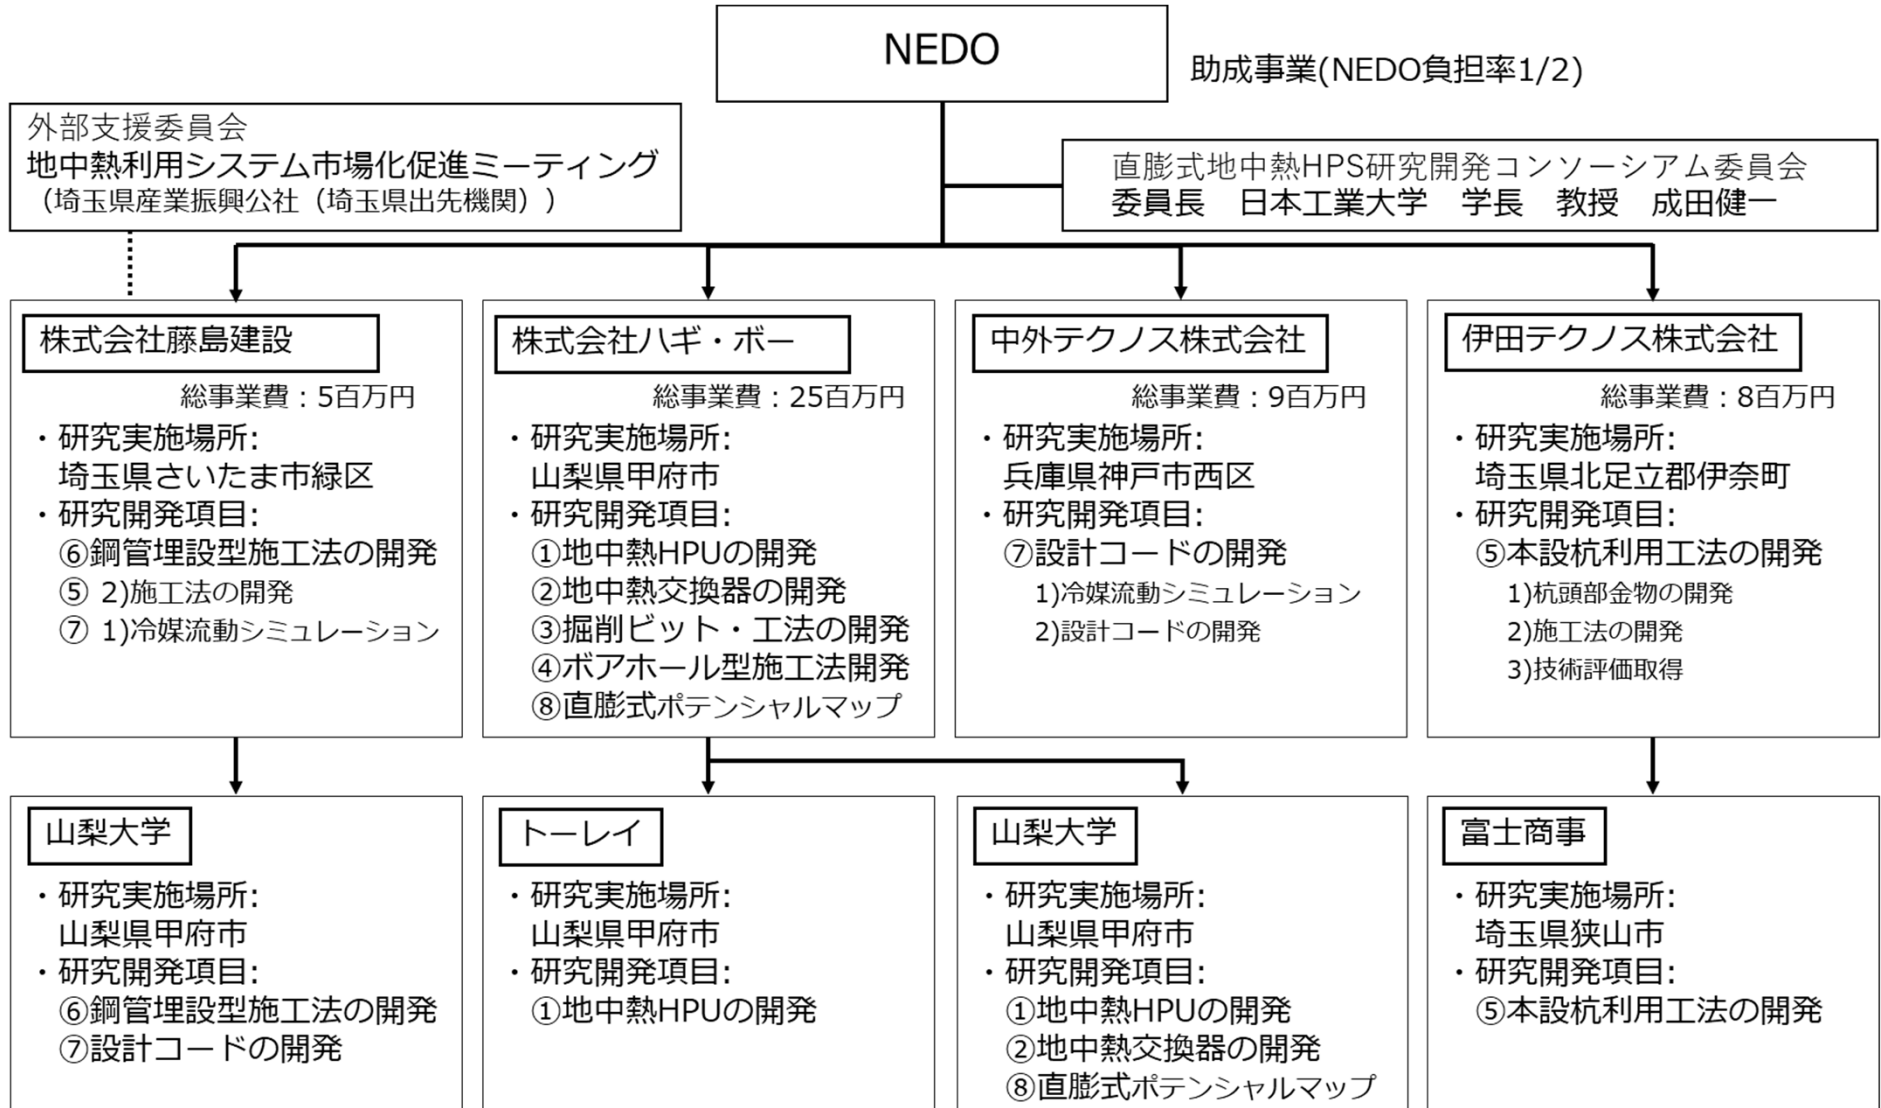 NEDO
助成事業(NEDO負担率1/2)
外部支援委員会
地中熱利用システム市場化促進ミーティング
（埼玉県産業振興公社（埼玉県出先機関））
直膨式地中熱HPS研究開発コンソーシアム委員会
委員長　日本工業大学　学長　教授　成田健一
株式会社藤島建設
総事業費：5百万円
・研究実施場所:
埼玉県さいたま市緑区
・研究開発項目:
⑥鋼管埋設型施工法の開発
⑤ 2)施工法の開発
⑦ 1)冷媒流動シミュレーション
株式会社ハギ・ボー
総事業費：25百万円
・研究実施場所:
山梨県甲府市
・研究開発項目:
①地中熱HPUの開発
②地中熱交換器の開発
③掘削ビット・工法の開発
④ボアホール型施工法開発
⑧直膨式ポテンシャルマップ
中外テクノス株式会社
総事業費：9百万円
・研究実施場所:
兵庫県神戸市西区
・研究開発項目:
⑦設計コードの開発
1)冷媒流動シミュレーション
2)設計コードの開発
伊田テクノス株式会社
総事業費：8百万円
・研究実施場所:
埼玉県北足立郡伊奈町
・研究開発項目:
⑤本設杭利用工法の開発
1)杭頭部金物の開発
2)施工法の開発
3)技術評価取得
山梨大学
・研究実施場所:
山梨県甲府市
・研究開発項目:
⑥鋼管埋設型施工法の開発
⑦設計コードの開発
トーレイ
・研究実施場所:
山梨県甲府市
・研究開発項目:
①地中熱HPUの開発
山梨大学
・研究実施場所:
山梨県甲府市
・研究開発項目:
①地中熱HPUの開発
②地中熱交換器の開発
⑧直膨式ポテンシャルマップ
富士商事
・研究実施場所:
埼玉県狭山市
・研究開発項目:
⑤本設杭利用工法の開発